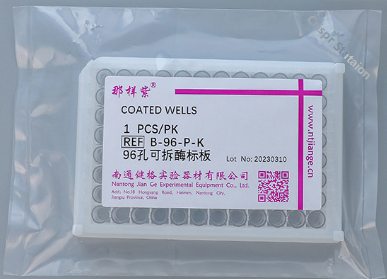 那样紫®
COATED WELLS
1 PCS/PK
REF B-96-P-K
96孔可拆酶标板
Lot No: 20230310
南通健格实验器材有限公司
Nantong Jian Ge Experimental Equipment Co., Ltd.
www.ntjiange.cn